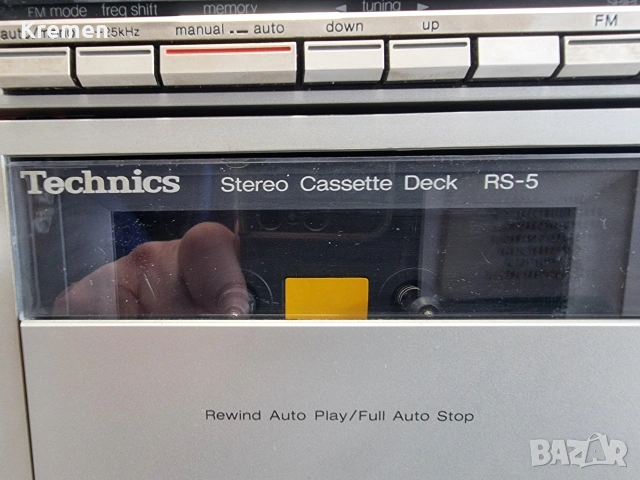 FM mode freq shift memory ◄ tuning ►
Kremen
manual auto down up FM
25kHz
Technics Stereo Cassette Deck RS-5
Rewind Auto Play/Full Auto Stop
BAZAR